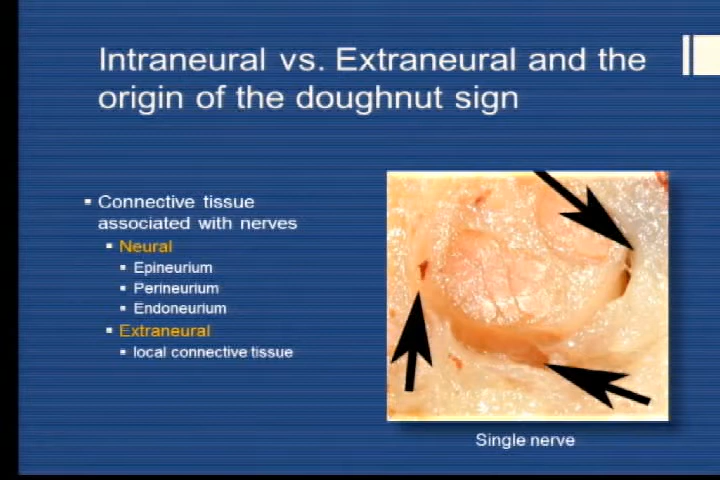 Intraneural vs. Extraneural and the
origin of the doughnut sign
Connective tissue
associated with nerves
Neural
Epineurium
Perineurium
Endoneurium
Extraneural
local connective tissue
Single nerve